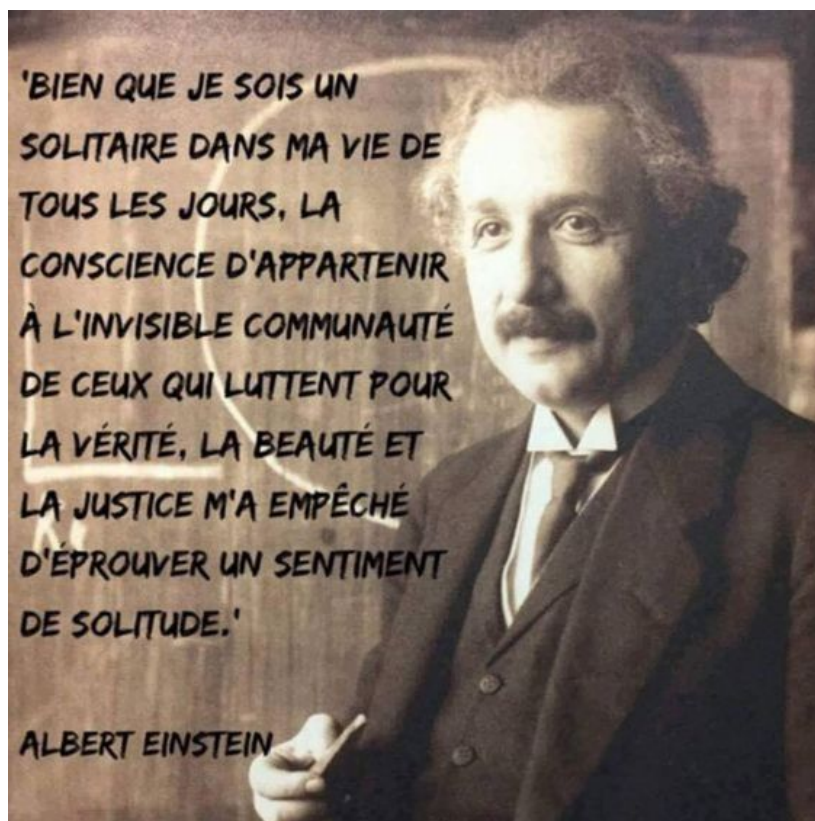 'BIEN QUE JE SOIS UN
SOLITAIRE DANS MA VIE DE
TOUS LES JOURS, LA
CONSCIENCE D'APPARTENIR
À L'INVISIBLE COMMUNAUTÉ
DE CEUX QUI LUTTENT POUR
LA VÉRITÉ, LA BEAUTÉ ET
LA JUSTICE M'A EMPÊCHÉ
D'ÉPROUVER UN SENTIMENT
DE SOLITUDE.'
ALBERT EINSTEIN